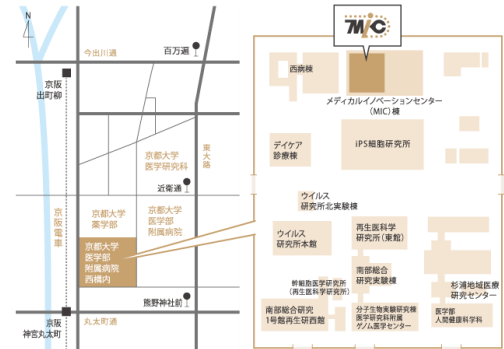 N
今出川通
百万遍
京阪
出町柳
京都大学
医学研究科
東大路
近衛通
京都大学
薬学部
京都大学
医学部
附属病院
京阪電車
京都大学
医学部
附属病院
西構内
熊野神社前
京阪
神宮丸太町
丸太町通
MIC
西病棟
メディカルイノベーションセンター
(MIC)棟
デイケア
診療棟
iPS細胞研究所
ウイルス
研究所北実験棟
ウイルス
研究所本館
再生医科学
研究所(東館)
南部総合
研究実験棟
幹細胞医学研究所
(再生医科学研究所)
杉浦地域医療
研究センター
南部総合研究
1号館再生研西館
分子生物実験研究棟
医学研究科附属
ゲノム医学センター
医学部
人間健康科学科